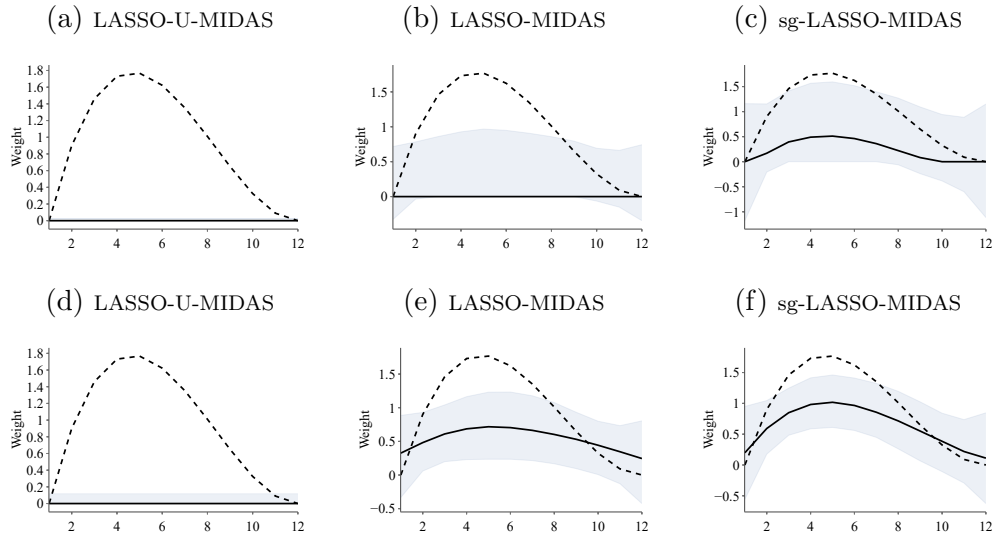 (a) LASSO-U-MIDAS
(b) LASSO-MIDAS
(c) sg-LASSO-MIDAS
Weight
1.8
1.6
1.4
1.2
1
0.8
0.6
0.4
0.2
0
2 4 6 8 10 12
Weight
1.5
1
0.5
0
2 4 6 8 10 12
Weight
1.5
1
0.5
0
−0.5
−1
2 4 6 8 10 12
(d) LASSO-U-MIDAS
(e) LASSO-MIDAS
(f) sg-LASSO-MIDAS
Weight
1.8
1.6
1.4
1.2
1
0.8
0.6
0.4
0.2
0
2 4 6 8 10 12
Weight
1.5
1
0.5
0
−0.5
2 4 6 8 10 12
Weight
1.5
1
0.5
0
−0.5
2 4 6 8 10 12